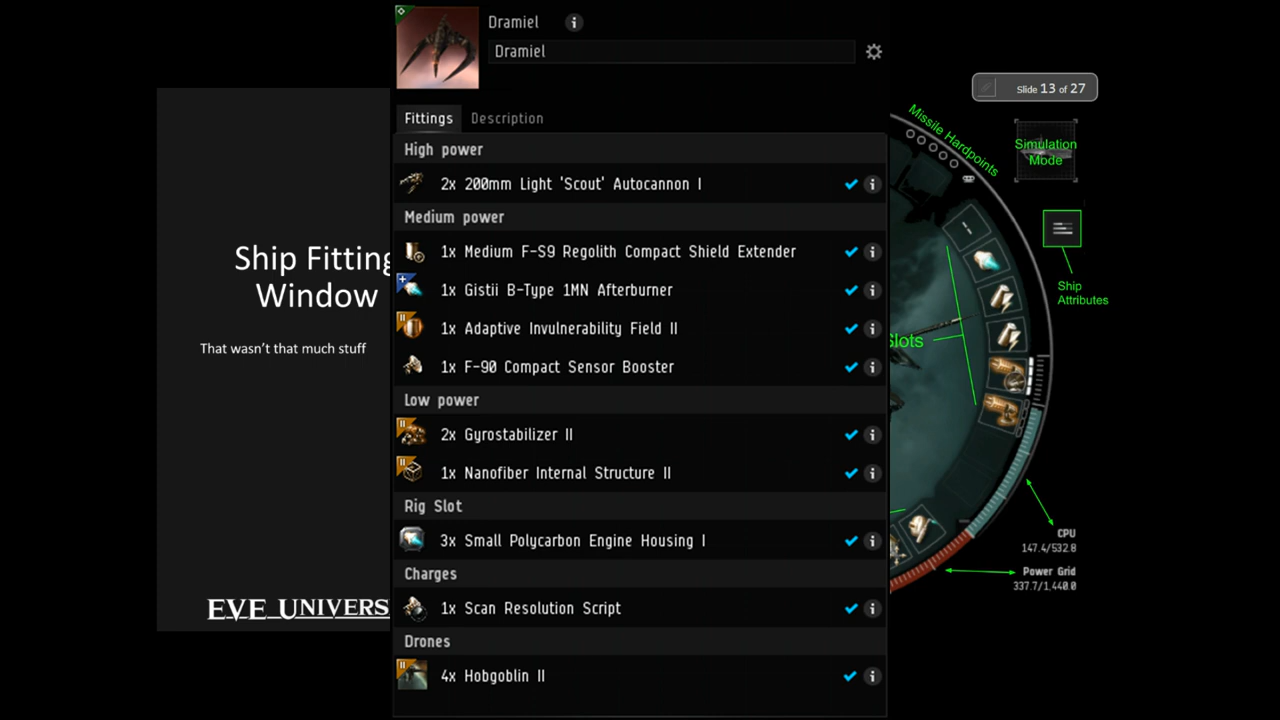 Dramiel
Dramiel
Slide 13 of 27
Fittings Description
High power
2x 200mm Light 'Scout' Autocannon I
Medium power
1x Medium F-S9 Regolith Compact Shield Extender
1x Gistii B-Type 1MN Afterburner
1x Adaptive Invulnerability Field II
1x F-90 Compact Sensor Booster
Low power
2x Gyrostabilizer II
1x Nanofiber Internal Structure II
Rig Slot
3x Small Polycarbon Engine Housing I
Charges
1x Scan Resolution Script
Drones
4x Hobgoblin II
Ship Fitting
Window
That wasn't that much stuff
EVE UNIVERS
Missile Hardpoints
Simulation
Mode
Ship
Attributes
Slots
CPU
147.4/532.8
Power Grid
337.7/1,440.0